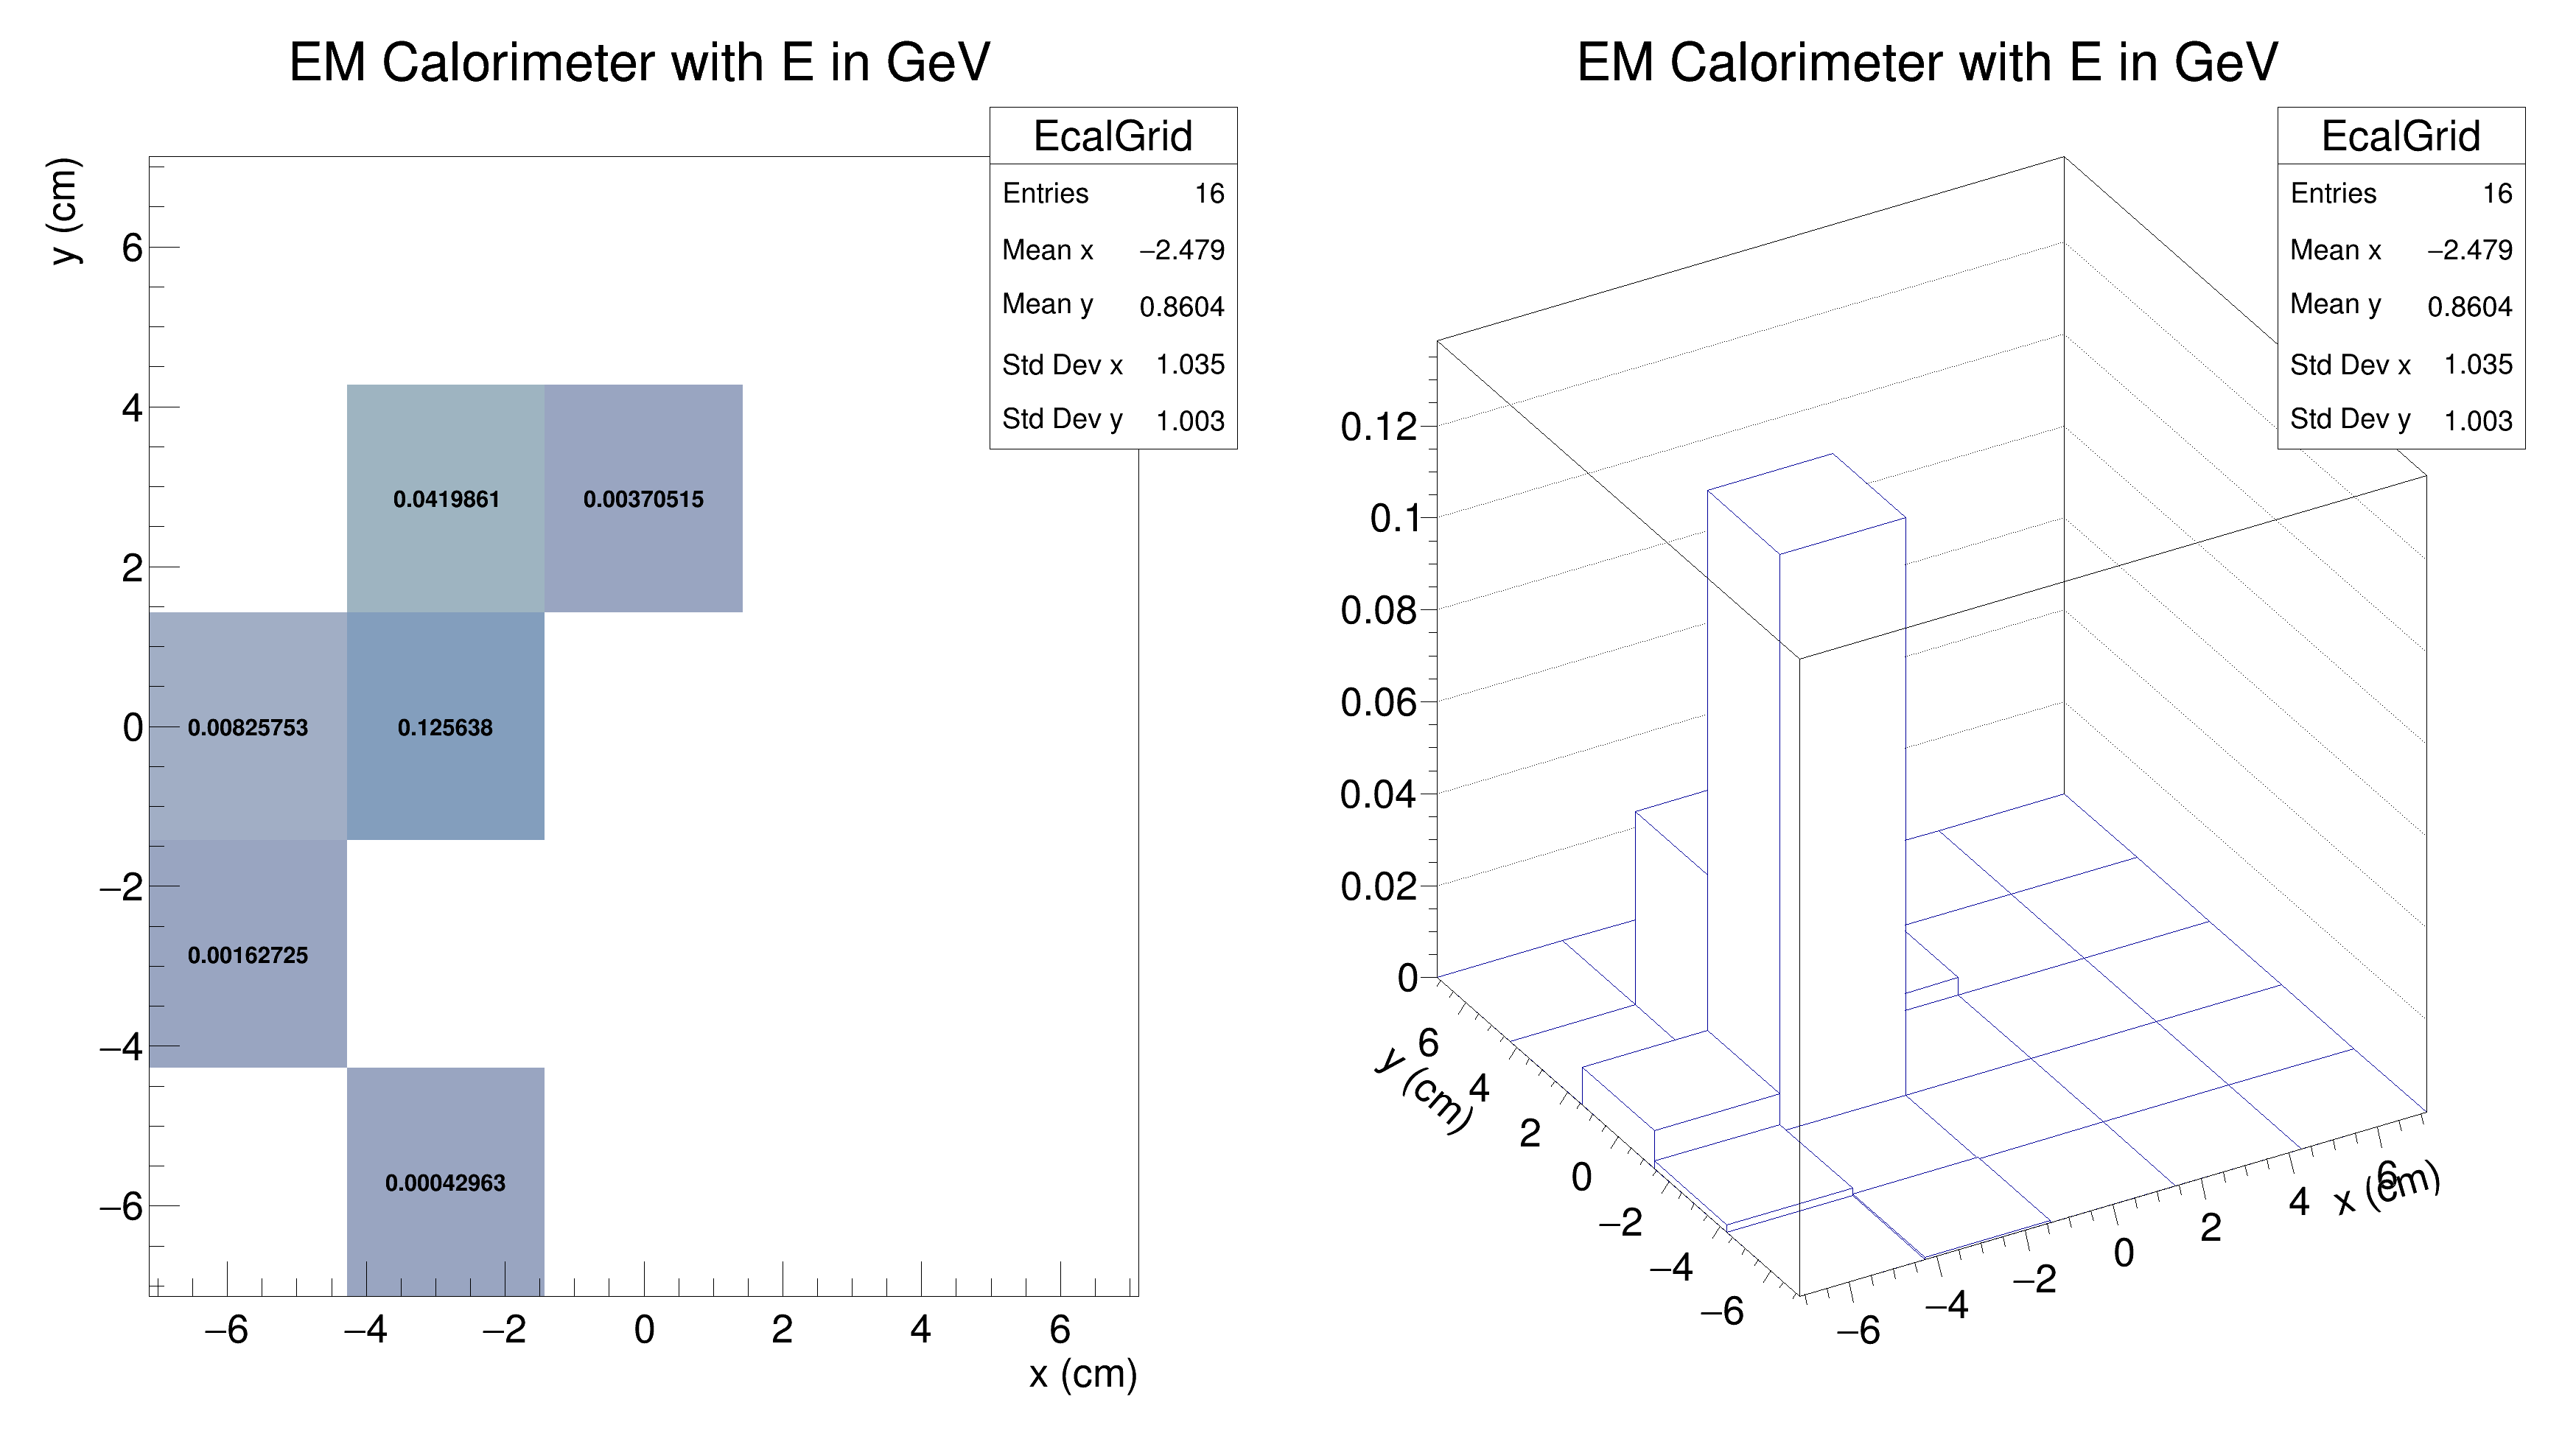 EM Calorimeter with E in GeV
EcalGrid
Entries 16
Mean x −2.479
Mean y 0.8604
Std Dev x 1.035
Std Dev y 1.003
y (cm)
6
4
2
0
−2
−4
−6
0.0419861 0.00370515
0.00825753 0.125638
0.00162725
0.00042963
−6 −4 −2 0 2 4 6
x (cm)
EM Calorimeter with E in GeV
EcalGrid
Entries 16
Mean x −2.479
Mean y 0.8604
Std Dev x 1.035
Std Dev y 1.003
0.12
0.1
0.08
0.06
0.04
0.02
0
6
4
2
0
−2
−4
−6
y (cm)
−6 −4 −2 0 2 4 6
x (cm)